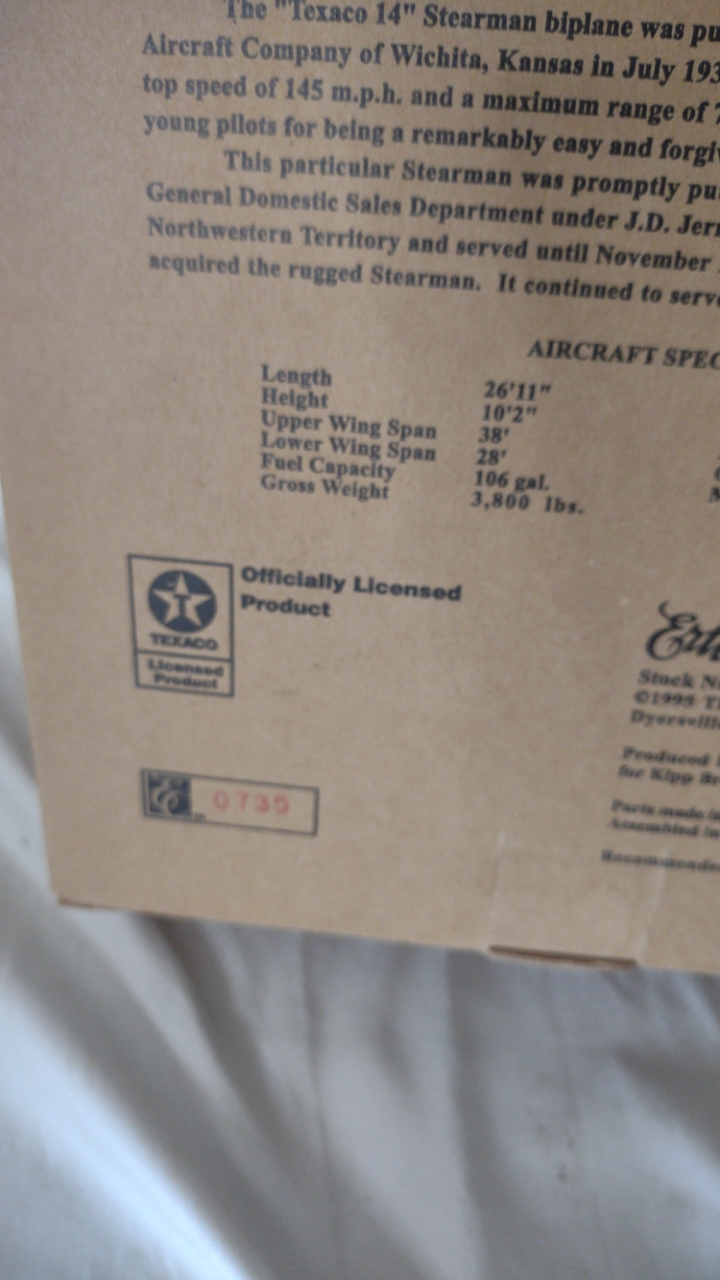 The "Texaco 14" Stearman biplane was pu
Aircraft Company of Wichita, Kansas in July 193
top speed of 145 m.p.h. and a maximum range of 7
young pilots for being a remarkably easy and forgi
This particular Stearman was promptly pu
General Domestic Sales Department under J.D. Jer
Northwestern Territory and served until November
acquired the rugged Stearman. It continued to serv
AIRCRAFT SPEC
Length 26'11"
Height 10'2"
Upper Wing Span 38'
Lower Wing Span 28'
Fuel Capacity 106 gal.
Gross Weight 3,800 lbs.
Officially Licensed
Product
T
TEXACO
Licensed
Product
Ert
Stock N
©1995 T
Dyersvill
Produced
for Kipp Br
Parts made in
Assembled in
Recommende
0735